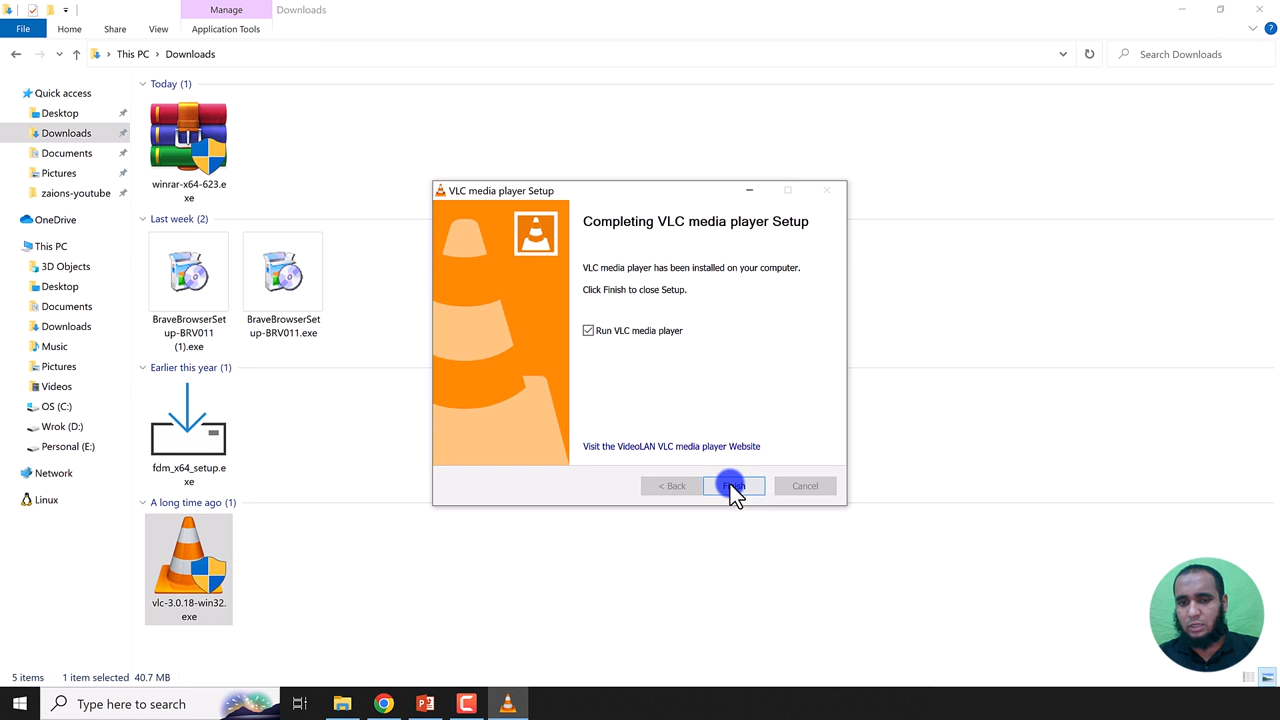 Manage
Downloads
File
Home
Share
View
Application Tools
This PC
Downloads
Search Downloads
Quick access
Desktop
Downloads
Documents
Pictures
zaions-youtube
OneDrive
This PC
3D Objects
Desktop
Documents
Downloads
Music
Pictures
Videos
OS (C:)
Wrok (D:)
Personal (E:)
Network
Linux
Today (1)
winrar-x64-623.e
xe
Last week (2)
BraveBrowserSet
up-BRV011
(1).exe
BraveBrowserSet
up-BRV011.exe
Earlier this year (1)
fdm_x64_setup.e
xe
A long time ago (1)
vlc-3.0.18-win32.
exe
VLC media player Setup
Completing VLC media player Setup
VLC media player has been installed on your computer.
Click Finish to close Setup.
Run VLC media player
Visit the VideoLAN VLC media player Website
< Back
Finish
Cancel
5 items
1 item selected 40.7 MB
Type here to search